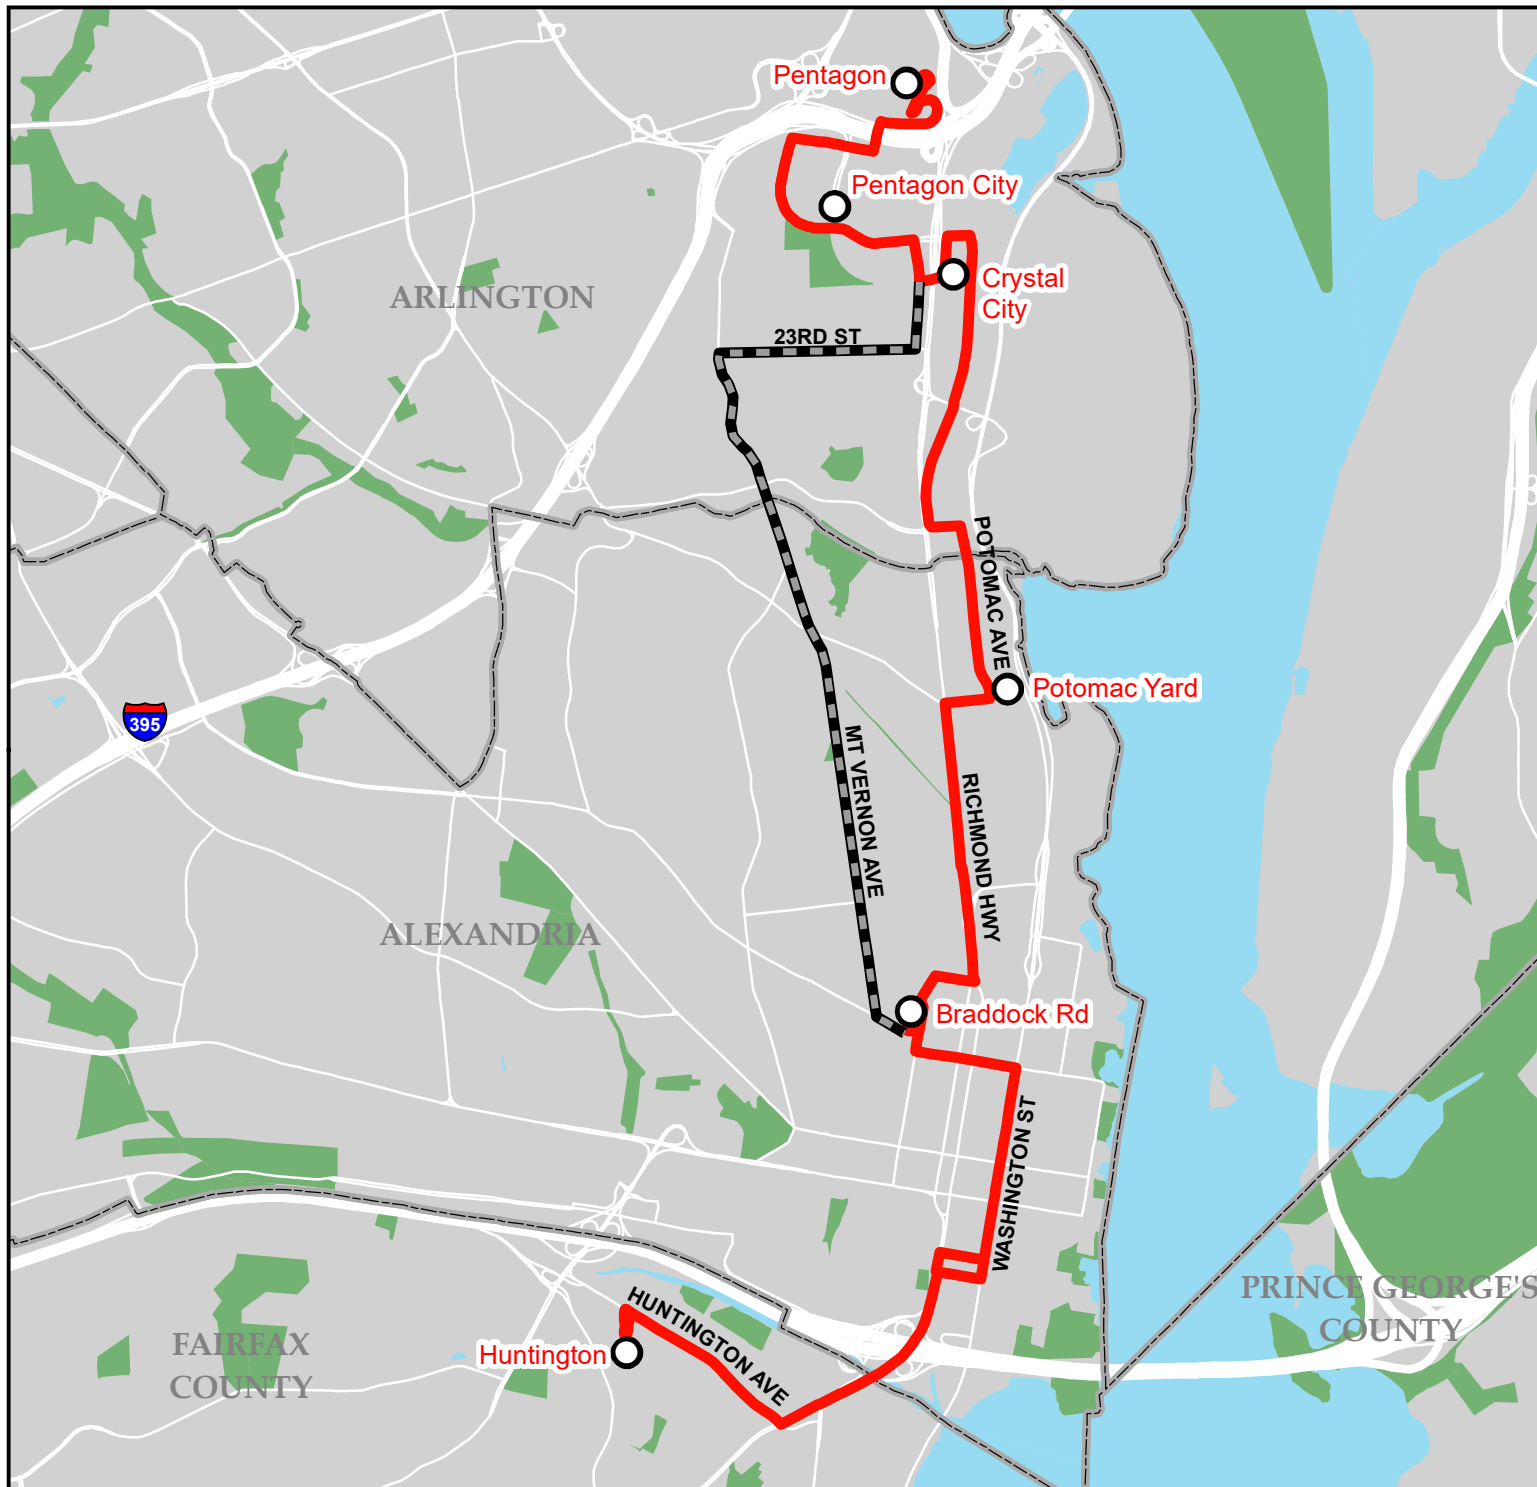 Pentagon
Pentagon City
Crystal
City
ARLINGTON
23RD ST
POTOMAC AVE
Potomac Yard
395
MT VERNON AVE
RICHMOND HWY
ALEXANDRIA
Braddock Rd
WASHINGTON ST
PRINCE GEORGE'S
COUNTY
HUNTINGTON AVE
Huntington
FAIRFAX
COUNTY